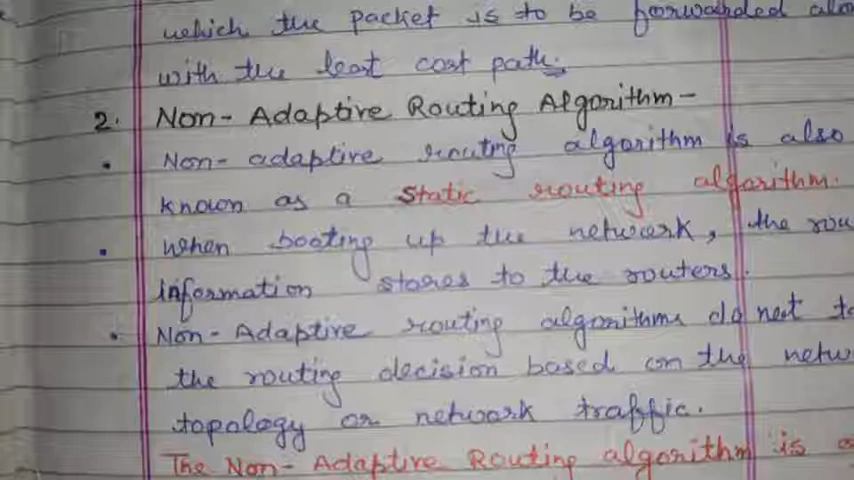 which the packet is to be forwarded
with the least cost path.
2. Non-Adaptive Routing Algorithm-
• Non-adaptive routing algorithm is also
known as a static routing algorithm.
• when booting up the network, the
information stores to the routers.
• Non-Adaptive routing algorithms do not
the routing decision based on the
topology or network traffic.
The Non-Adaptive Routing algorithm is